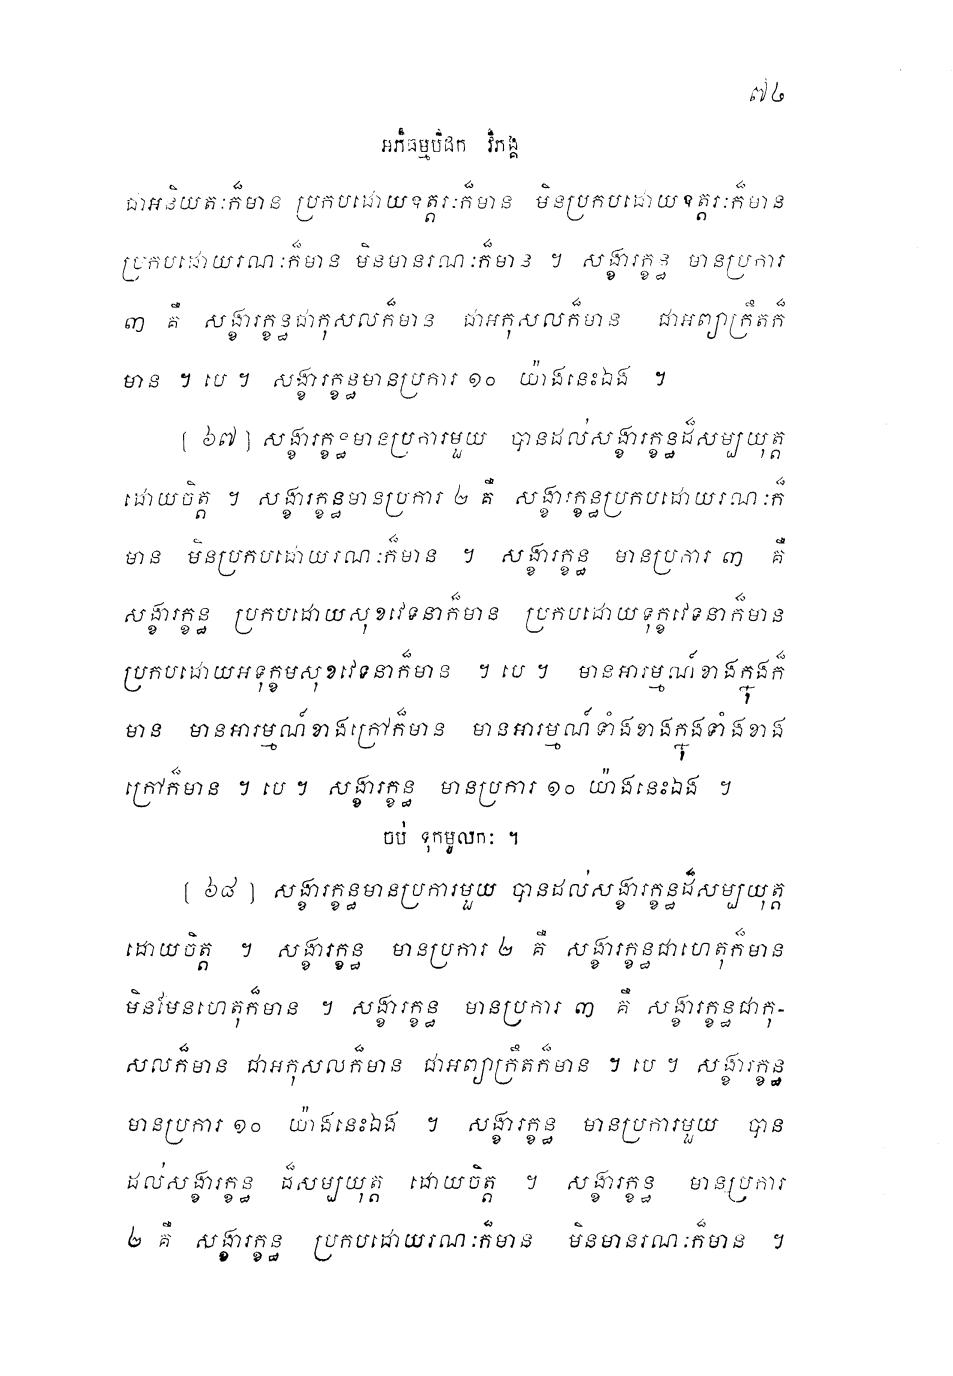 ៧៤
អភិធម្មបិដក វិភង្គ
ជាអនិយតៈក៏មាន ប្រកបដោយឧត្តរៈក៏មាន មិនប្រកបដោយឧត្តរៈក៏មាន
ប្រកបដោយរណៈក៏មាន មិនមានរណៈក៏មាន ។ សង្ខារក្ខន្ធ មានប្រការ
៣ គឺ សង្ខារក្ខន្ធជាកុសលក៏មាន ជាអកុសលក៏មាន ជាអព្យាក្រឹតក៏
មាន ។ បេ ។ សង្ខារក្ខន្ធមានប្រការ ១០ យ៉ាងនេះឯង ។
[ ៦៧ ] សង្ខារក្ខន្ធមានប្រការមួយ បានដល់សង្ខារក្ខន្ធដ៏សម្បយុត្ត
ដោយចិត្ត ។ សង្ខារក្ខន្ធមានប្រការ ២ គឺ សង្ខារក្ខន្ធប្រកបដោយរណៈក៏
មាន មិនប្រកបដោយរណៈក៏មាន ។ សង្ខារក្ខន្ធ មានប្រការ ៣ គឺ
សង្ខារក្ខន្ធ ប្រកបដោយសុខវេទនាក៏មាន ប្រកបដោយទុក្ខវេទនាក៏មាន
ប្រកបដោយអទុក្ខមសុខវេទនាក៏មាន ។ បេ ។ មានអារម្មណ៍ខាងក្នុងក៏
មាន មានអារម្មណ៍ខាងក្រៅក៏មាន មានអារម្មណ៍ទាំងខាងក្នុងទាំងខាង
ក្រៅក៏មាន ។ បេ ។ សង្ខារក្ខន្ធ មានប្រការ ១០ យ៉ាងនេះឯង ។
ចប់ ទុកមូលកៈ ។
[ ៦៨ ] សង្ខារក្ខន្ធមានប្រការមួយ បានដល់សង្ខារក្ខន្ធដ៏សម្បយុត្ត
ដោយចិត្ត ។ សង្ខារក្ខន្ធ មានប្រការ ២ គឺ សង្ខារក្ខន្ធជាហេតុក៏មាន
មិនមែនហេតុក៏មាន ។ សង្ខារក្ខន្ធ មានប្រការ ៣ គឺ សង្ខារក្ខន្ធជាកុ-
សលក៏មាន ជាអកុសលក៏មាន ជាអព្យាក្រឹតក៏មាន ។ បេ ។ សង្ខារក្ខន្ធ
មានប្រការ ១០ យ៉ាងនេះឯង ។ សង្ខារក្ខន្ធ មានប្រការមួយ បាន
ដល់សង្ខារក្ខន្ធ ដ៏សម្បយុត្ត ដោយចិត្ត ។ សង្ខារក្ខន្ធ មានប្រការ
២ គឺ សង្ខារក្ខន្ធ ប្រកបដោយរណៈក៏មាន មិនមានរណៈក៏មាន ។